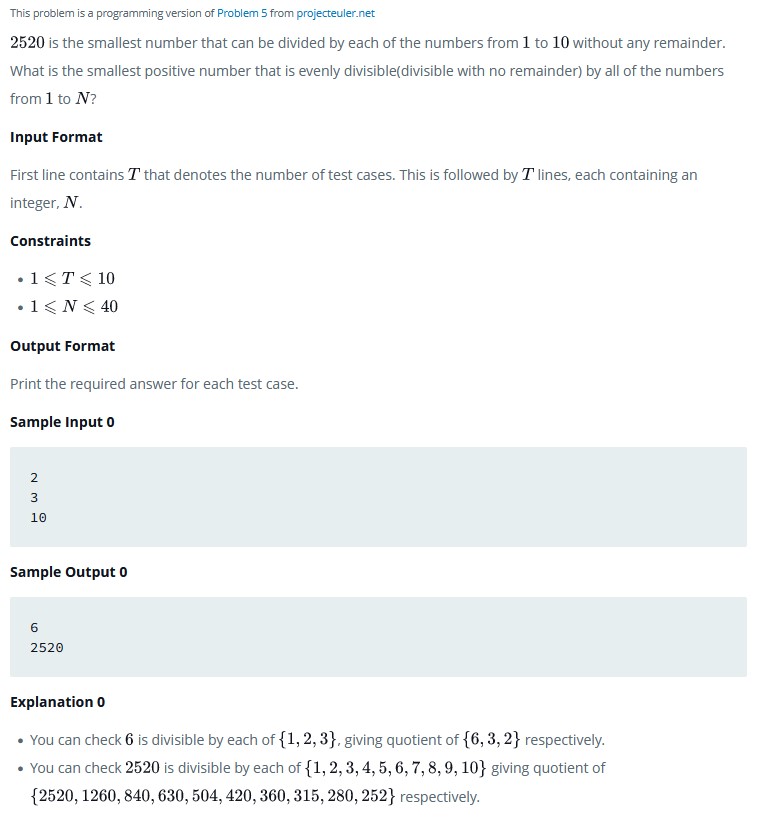 This problem is a programming version of Problem 5 from projecteuler.net
2520 is the smallest number that can be divided by each of the numbers from 1 to 10 without any remainder.
What is the smallest positive number that is evenly divisible(divisible with no remainder) by all of the numbers
from 1 to N?
Input Format
First line contains T that denotes the number of test cases. This is followed by T lines, each containing an
integer, N.
Constraints
• 1 ⩽ T ⩽ 10
• 1 ⩽ N ⩽ 40
Output Format
Print the required answer for each test case.
Sample Input 0
2
3
10
Sample Output 0
6
2520
Explanation 0
• You can check 6 is divisible by each of {1, 2, 3}, giving quotient of {6, 3, 2} respectively.
• You can check 2520 is divisible by each of {1, 2, 3, 4, 5, 6, 7, 8, 9, 10} giving quotient of
{2520, 1260, 840, 630, 504, 420, 360, 315, 280, 252} respectively.